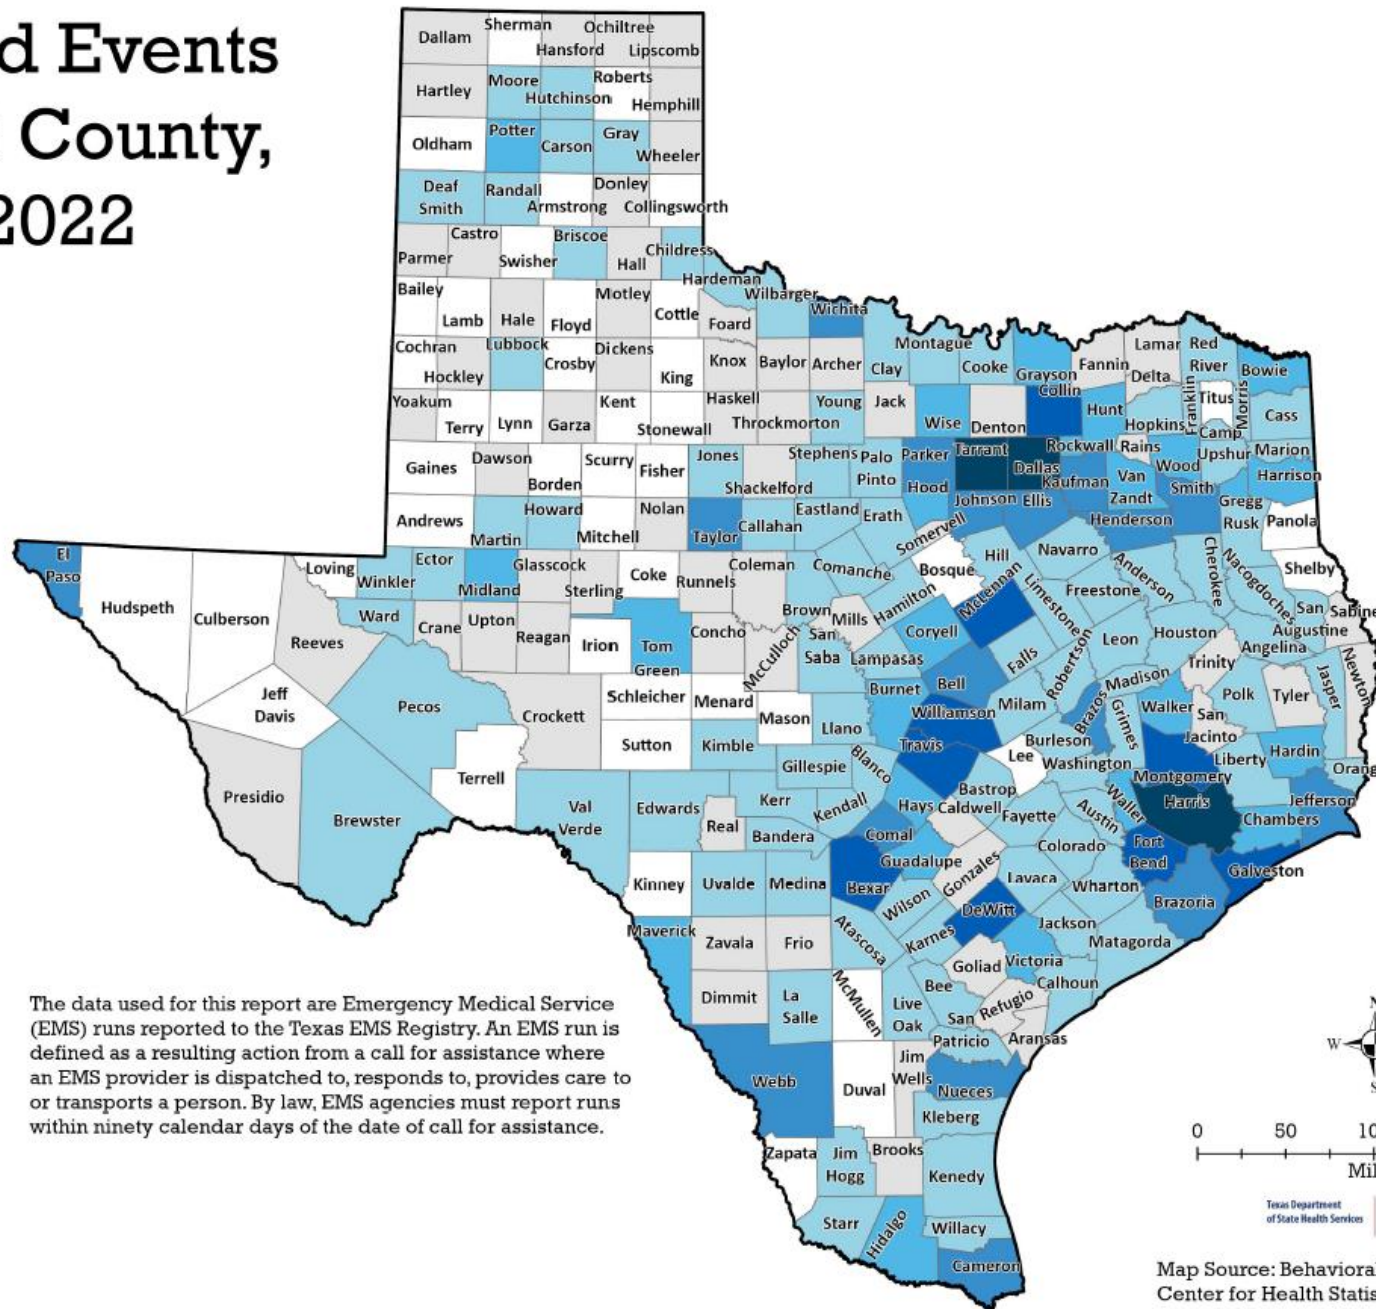 d Events
County,
2022
Dallam
Sherman
Hansford
Ochiltree
Lipscomb
Hartley
Moore
Hutchinson
Roberts
Hemphill
Oldham
Potter
Carson
Gray
Wheeler
Deaf
Smith
Randall
Armstrong
Donley
Collingsworth
Parmer
Castro
Swisher
Briscoe
Hall
Childress
Hardeman
Bailey
Lamb
Hale
Floyd
Motley
Cottle
Foard
Wilbarger
Wichita
Cochran
Hockley
Lubbock
Crosby
Dickens
King
Knox
Baylor
Archer
Clay
Montague
Cooke
Grayson
Fannin
Lamar
Red
River
Bowie
Delta
Yoakum
Terry
Lynn
Garza
Kent
Stonewall
Haskell
Throckmorton
Young
Jack
Wise
Denton
Collin
Hunt
Hopkins
Franklin
Titus
Morris
Cass
Camp
Gaines
Dawson
Borden
Scurry
Fisher
Jones
Shackelford
Stephens
Palo
Pinto
Parker
Hood
Tarrant
Dallas
Rockwall
Kaufman
Rains
Van
Zandt
Wood
Upshur
Marion
Harrison
Smith
Gregg
Andrews
Martin
Howard
Mitchell
Nolan
Taylor
Callahan
Eastland
Erath
Somervell
Johnson
Ellis
Henderson
Rusk
Panola
El
Paso
Hudspeth
Culberson
Reeves
Loving
Winkler
Ector
Midland
Glasscock
Sterling
Coke
Runnels
Coleman
Brown
Comanche
Hamilton
Bosque
Hill
Navarro
Anderson
Cherokee
Nacogdoches
Shelby
Ward
Crane
Upton
Reagan
Irion
Tom
Green
Concho
McCulloch
San
Saba
Mills
Lampasas
Coryell
McLennan
Limestone
Freestone
Leon
Houston
Angelina
San
Augustine
Sabine
Jeff
Davis
Pecos
Crockett
Schleicher
Menard
Mason
Llano
Burnet
Bell
Falls
Robertson
Madison
Trinity
Polk
Tyler
Jasper
Newton
Presidio
Brewster
Terrell
Sutton
Kimble
Gillespie
Blanco
Travis
Williamson
Milam
Brazos
Grimes
Walker
San
Jacinto
Hardin
Val
Verde
Edwards
Real
Kerr
Bandera
Kendall
Hays
Caldwell
Bastrop
Lee
Burleson
Washington
Montgomery
Liberty
Orang
Kinney
Uvalde
Medina
Bexar
Comal
Guadalupe
Gonzales
Fayette
Austin
Waller
Harris
Chambers
Jefferson
Colorado
Fort
Bend
Galveston
Maverick
Zavala
Frio
Atascosa
Wilson
Karnes
DeWitt
Lavaca
Wharton
Brazoria
Jackson
Matagorda
Dimmit
La
Salle
McMullen
Live
Oak
Bee
Goliad
Victoria
Calhoun
Refugio
San
Patricio
Aransas
Webb
Duval
Jim
Wells
Nueces
Kleberg
Zapata
Jim
Hogg
Brooks
Kenedy
Starr
Hidalgo
Willacy
Cameron
The data used for this report are Emergency Medical Service
(EMS) runs reported to the Texas EMS Registry. An EMS run is
defined as a resulting action from a call for assistance where
an EMS provider is dispatched to, responds to, provides care to
or transports a person. By law, EMS agencies must report runs
within ninety calendar days of the date of call for assistance.
W
0 50 10
Mil
Texas Department
of State Health Services
Map Source: Behavioral
Center for Health Statis